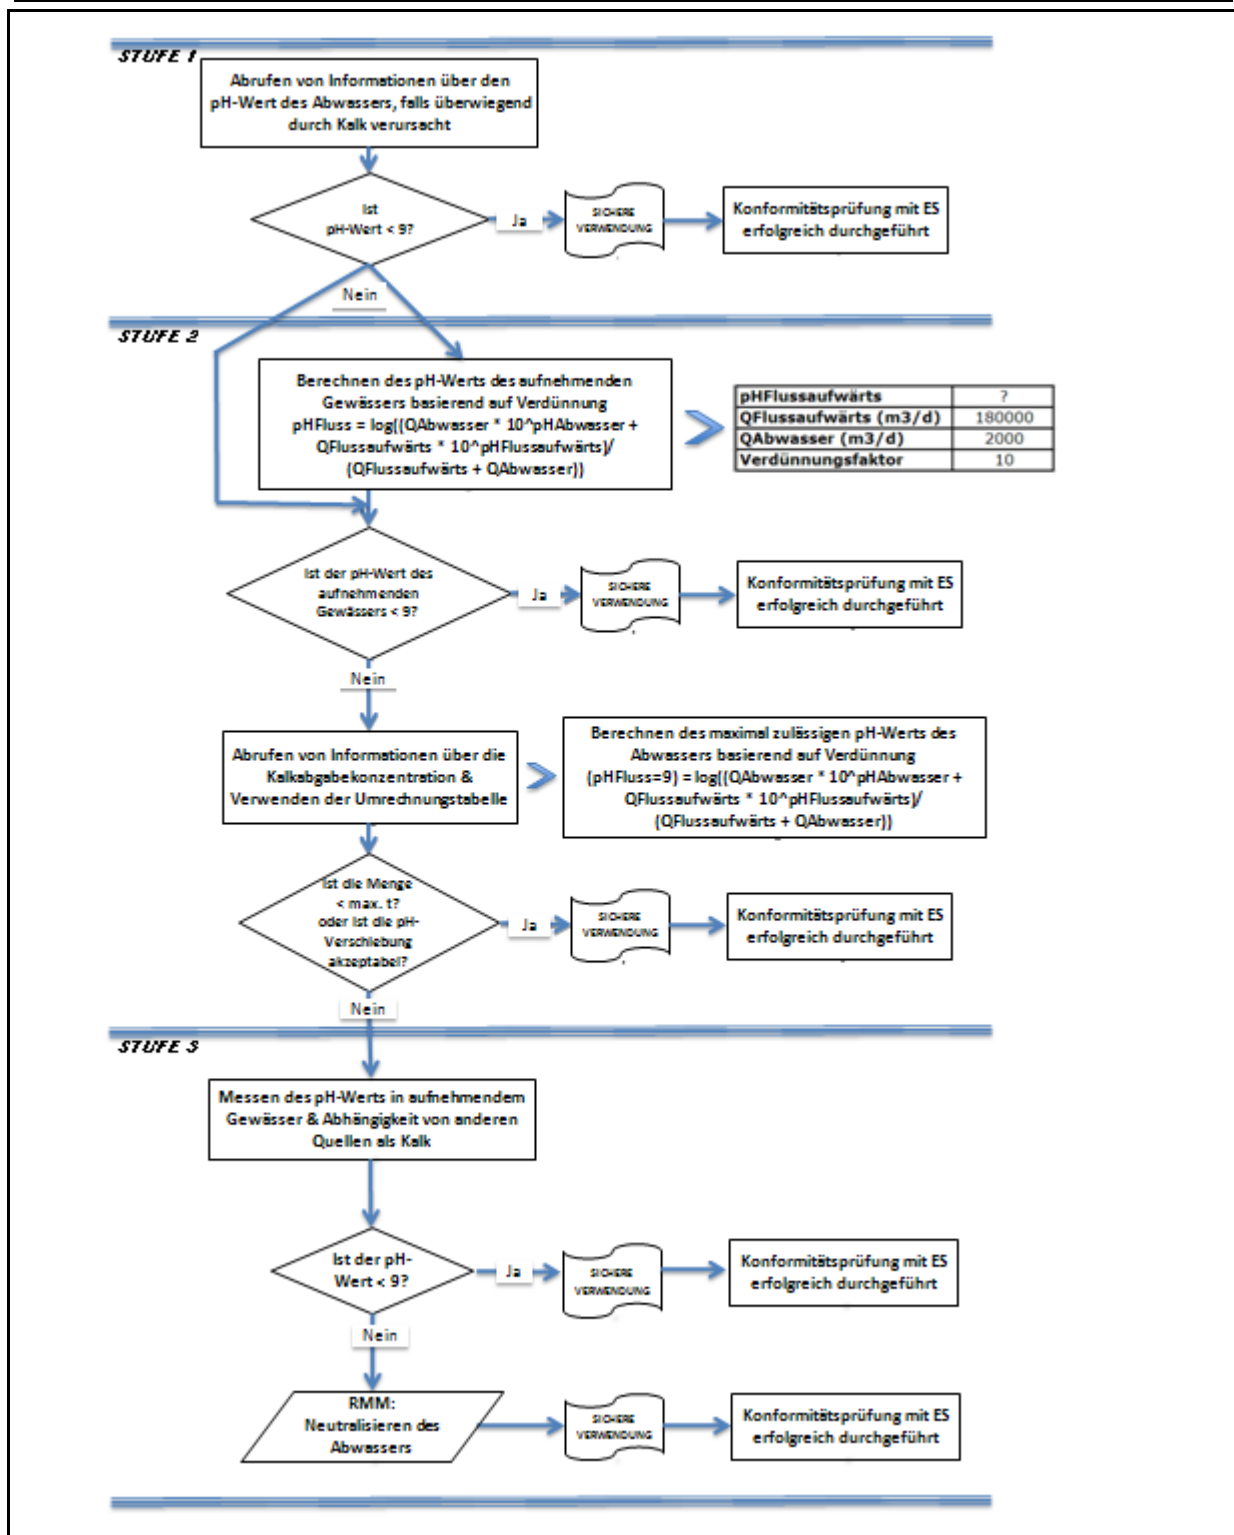 STUFE 1
Abrufen von Informationen über den
pH-Wert des Abwassers, falls überwiegend
durch Kalk verursacht
Ist
pH-Wert < 9?
Ja
SICHERE
VERWENDUNG
Konformitätsprüfung mit ES
erfolgreich durchgeführt
Nein
STUFE 2
Berechnen des pH-Werts des aufnehmenden
Gewässers basierend auf Verdünnung
pHFluss = log((QAbwasser * 10^pHAbwasser +
QFlussaufwärts * 10^pHFlussaufwärts)/
(QFlussaufwärts + QAbwasser))
pHFlussaufwärts ?
QFlussaufwärts (m3/d) 180000
QAbwasser (m3/d) 2000
Verdünnungsfaktor 10
Ist der pH-Wert des
aufnehmenden
Gewässers < 9?
Ja
SICHERE
VERWENDUNG
Konformitätsprüfung mit ES
erfolgreich durchgeführt
Nein
Abrufen von Informationen über die
Kalkabgabekonzentration &
Verwenden der Umrechnungstabelle
Berechnen des maximal zulässigen pH-Werts des
Abwassers basierend auf Verdünnung
(pHFluss=9) = log((QAbwasser * 10^pHAbwasser +
QFlussaufwärts * 10^pHFlussaufwärts)/
(QFlussaufwärts + QAbwasser))
Ist die Menge
< max. t?
oder ist die pH-
Verschiebung
akzeptabel?
Ja
SICHERE
VERWENDUNG
Konformitätsprüfung mit ES
erfolgreich durchgeführt
Nein
STUFE 3
Messen des pH-Werts in aufnehmendem
Gewässer & Abhängigkeit von anderen
Quellen als Kalk
Ist der pH-
Wert < 9?
Ja
SICHERE
VERWENDUNG
Konformitätsprüfung mit ES
erfolgreich durchgeführt
Nein
RMM:
Neutralisieren des
Abwassers
SICHERE
VERWENDUNG
Konformitätsprüfung mit ES
erfolgreich durchgeführt